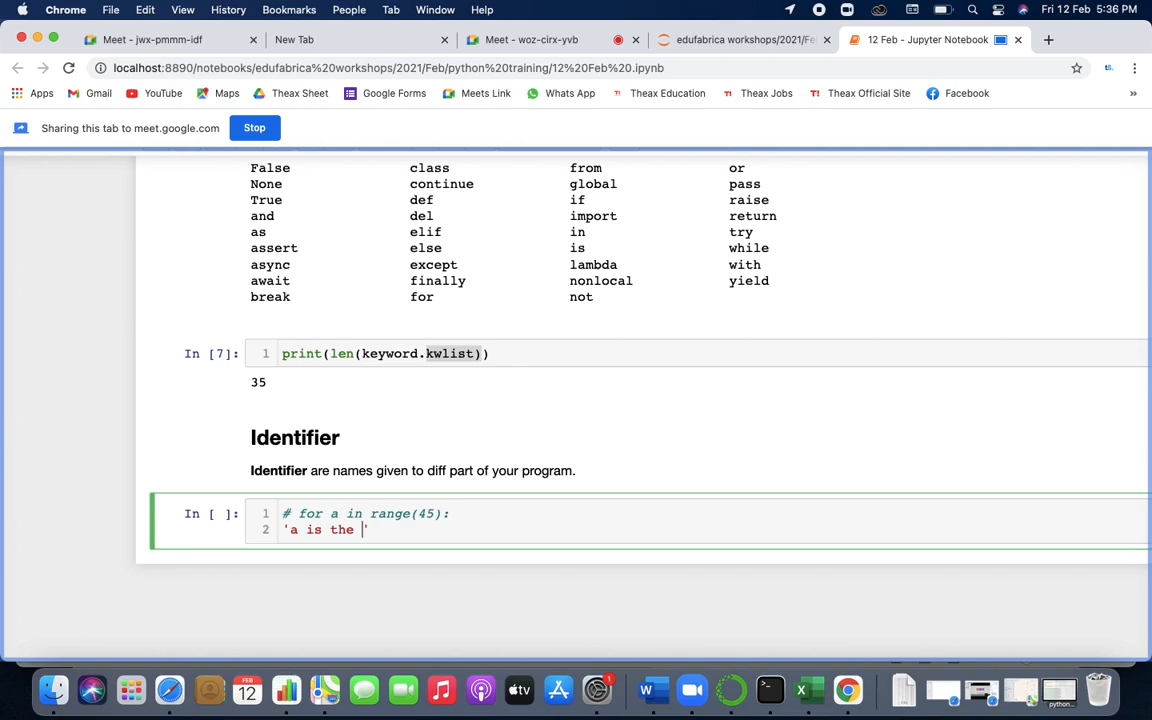 Chrome File Edit View History Bookmarks People Tab Window Help Fri 12 Feb 5:36 PM
Meet - jwx-pmmm-idf New Tab Meet - woz-cirx-yvb edufabrica workshops/2021/Fe 12 Feb - Jupyter Notebook
localhost:8890/notebooks/edufabrica%20workshops/2021/Feb/python%20training/12%20Feb%20.ipynb
Apps Gmail YouTube Maps Theax Sheet Google Forms Meets Link Whats App Theax Education Theax Jobs Theax Official Site Facebook »
Sharing this tab to meet.google.com Stop
False class from or
None continue global pass
True def if raise
and del import return
as elif in try
assert else is while
async except lambda with
await finally nonlocal yield
break for not
In [7]: 1 print(len(keyword.kwlist))
35
Identifier
Identifier are names given to diff part of your program.
In [ ]: 1 # for a in range(45):
2 'a is the '
FEB
12
tv
1
W
X
python...